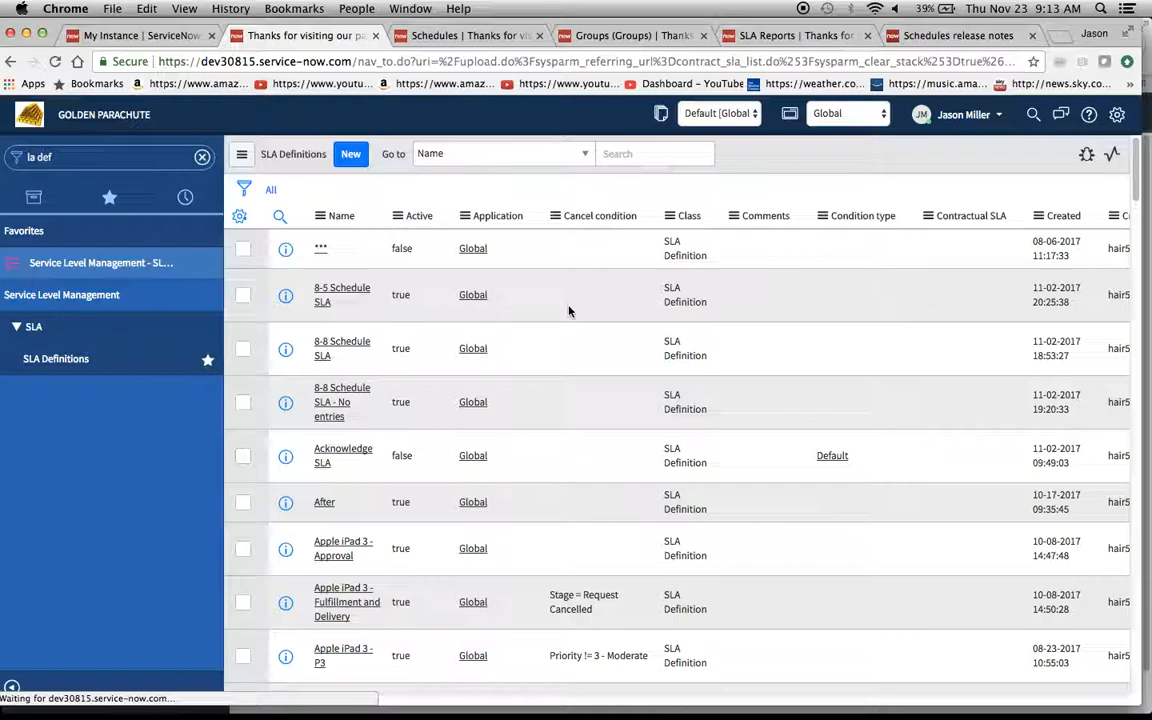 Chrome File Edit View History Bookmarks People Window Help 39% Thu Nov 23 9:13 AM
My Instance | ServiceNow Thanks for visiting our pa Schedules | Thanks for vis Groups (Groups) | Thanks SLA Reports | Thanks for Schedules release notes Jason
Secure https://dev30815.service-now.com/nav_to.do?uri=%2Fupload.do%3Fsysparm_referring_url%3Dcontract_sla_list.do%253Fsysparm_clear_stack%253Dtrue%26...
Apps Bookmarks https://www.amaz... https://www.youtu... https://www.amaz... https://www.youtu... Dashboard - YouTube https://weather.co... https://music.ama... http://news.sky.co... »
GOLDEN PARACHUTE Default [Global Global JM Jason Miller
la def SLA Definitions New Go to Name Search
All
Name Active Application Cancel condition Class Comments Condition type Contractual SLA Created
Favorites
Service Level Management - SL...
Service Level Management
SLA
SLA Definitions
*** false Global SLA Definition 08-06-2017 11:17:33 hair5
8-5 Schedule SLA true Global SLA Definition 11-02-2017 20:25:38 hair5
8-8 Schedule SLA true Global SLA Definition 11-02-2017 18:53:27 hair5
8-8 Schedule SLA - No entries true Global SLA Definition 11-02-2017 19:20:33 hair5
Acknowledge SLA false Global SLA Definition Default 11-02-2017 09:49:03 hair5
After true Global SLA Definition 10-17-2017 09:35:45 hair5
Apple iPad 3 - Approval true Global SLA Definition 10-08-2017 14:47:48 hair5
Apple iPad 3 - Fulfillment and Delivery true Global Stage = Request Cancelled SLA Definition 10-08-2017 14:50:28 hair5
Apple iPad 3 - P3 true Global Priority != 3 - Moderate SLA Definition 08-23-2017 10:55:03 hair5
Waiting for dev30815.service-now.com...